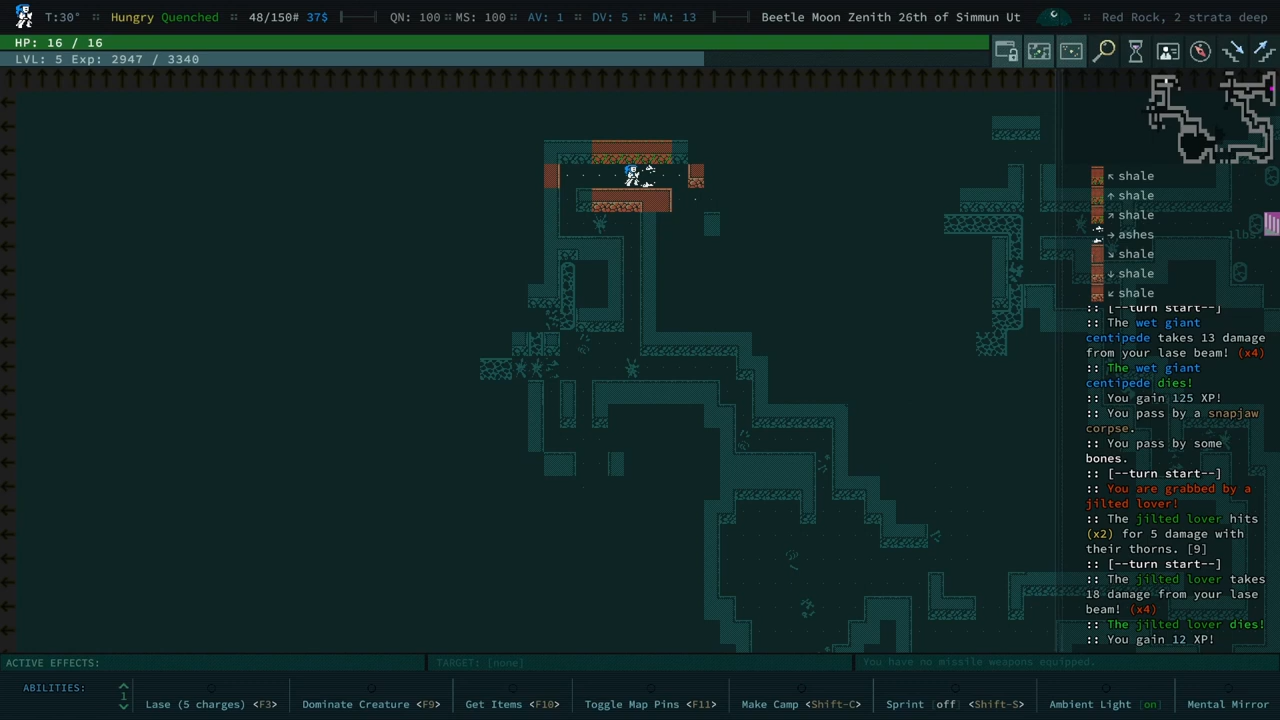 T:30° :: Hungry Quenched :: 48/150# 37$ QN: 100 :: MS: 100 :: AV: 1 :: DV: 5 :: MA: 13 Beetle Moon Zenith 26th of Simmun Ut :: Red Rock, 2 strata deep
HP: 16 / 16
LVL: 5 Exp: 2947 / 3340
shale
shale
shale
ashes
1lbs.
shale
shale
shale
:: [--turn start--]
:: The wet giant
centipede takes 13 damage
from your lase beam! (x4)
:: The wet giant
centipede dies!
:: You gain 125 XP!
:: You pass by a snapjaw
corpse.
:: You pass by some
bones.
:: [--turn start--]
:: You are grabbed by a
jilted lover!
:: The jilted lover hits
(x2) for 5 damage with
their thorns. [9]
:: [--turn start--]
:: The jilted lover takes
18 damage from your lase
beam! (x4)
:: The jilted lover dies!
:: You gain 12 XP!
ACTIVE EFFECTS: TARGET: [none] You have no missile weapons equipped.
ABILITIES: 1 Lase (5 charges) <F3> Dominate Creature <F9> Get Items <F10> Toggle Map Pins <F11> Make Camp <Shift-C> Sprint [off] <Shift-S> Ambient Light [on] Mental Mirror